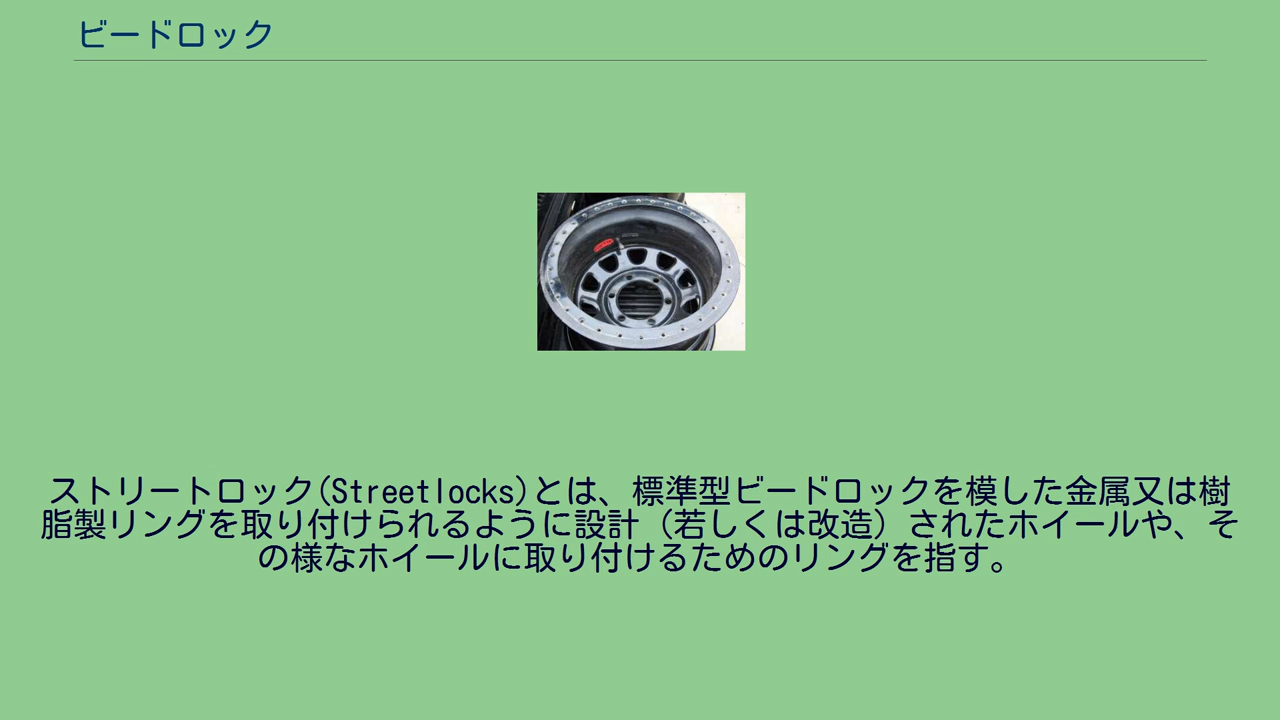 ビードロック
ストリートロック(Streetlocks)とは、標準型ビードロックを模した金属又は樹
脂製リングを取り付けられるように設計（若しくは改造）されたホイールや、そ
の様なホイールに取り付けるためのリングを指す。